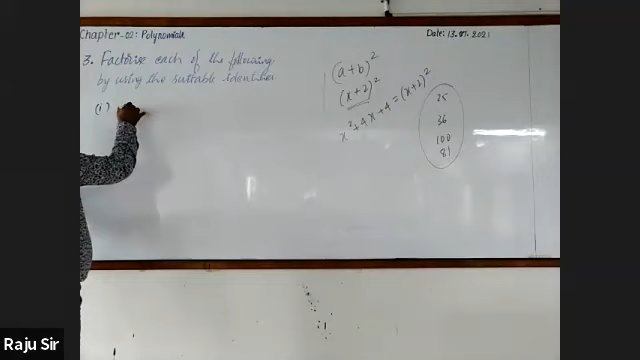 Chapter-02: Polynomials
Date: 13.07.2021
3. Factorise each of the following
by using the suitable identities
(i)
(a+b)²
(x+2)²
x²+4x+4=(x+2)²
25
36
100
81
Raju Sir